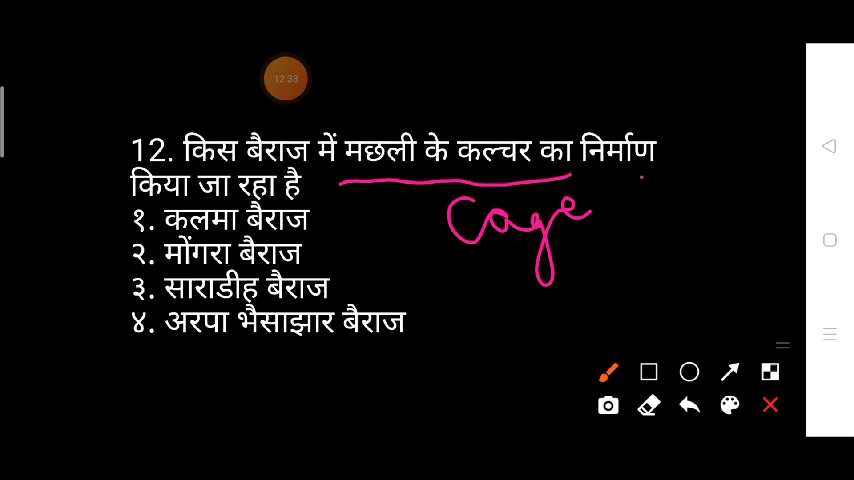 12:38
12. किस बैराज में मछली के कल्चर का निर्माण
किया जा रहा है
Cage
१. कलमा बैराज
२. मोंगरा बैराज
३. साराडीह बैराज
४. अरपा भैसाझार बैराज